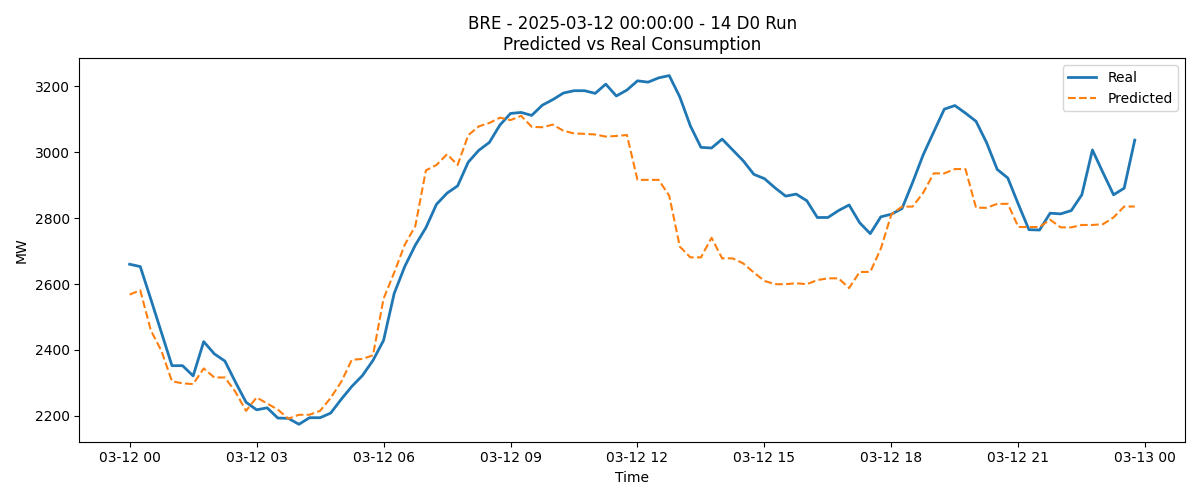 BRE - 2025-03-12 00:00:00 - 14 D0 Run
Predicted vs Real Consumption
Real
Predicted
3200
3000
2800
2600
2400
2200
MW
03-12 00
03-12 03
03-12 06
03-12 09
03-12 12
03-12 15
03-12 18
03-12 21
03-13 00
Time